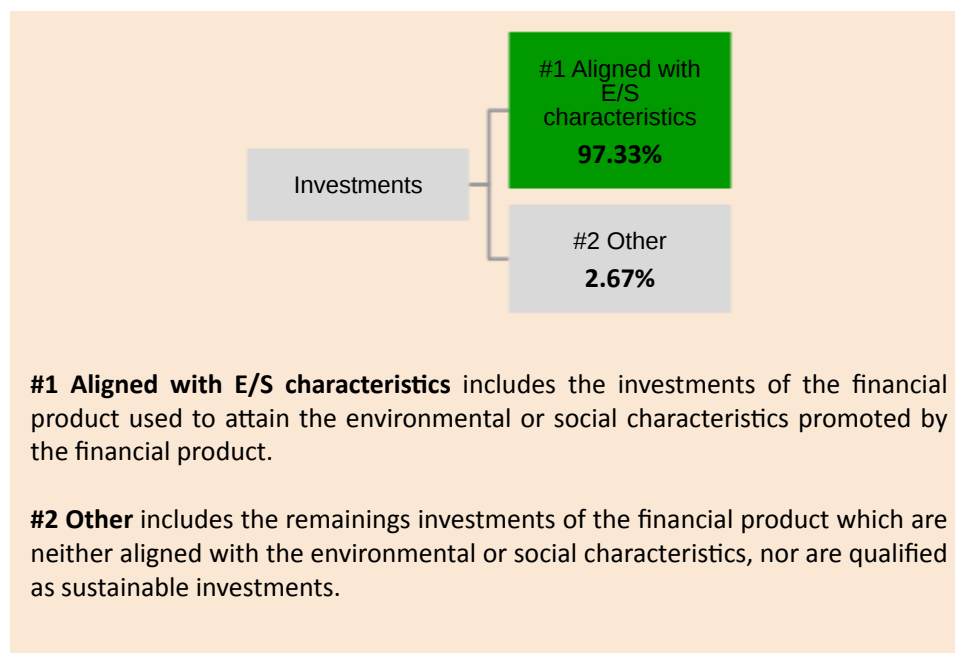 #1 Aligned with
E/S
characteristics
97.33%
Investments
#2 Other
2.67%
#1 Aligned with E/S characteristics includes the investments of the financial
product used to attain the environmental or social characteristics promoted by
the financial product.
#2 Other includes the remainings investments of the financial product which are
neither aligned with the environmental or social characteristics, nor are qualified
as sustainable investments.